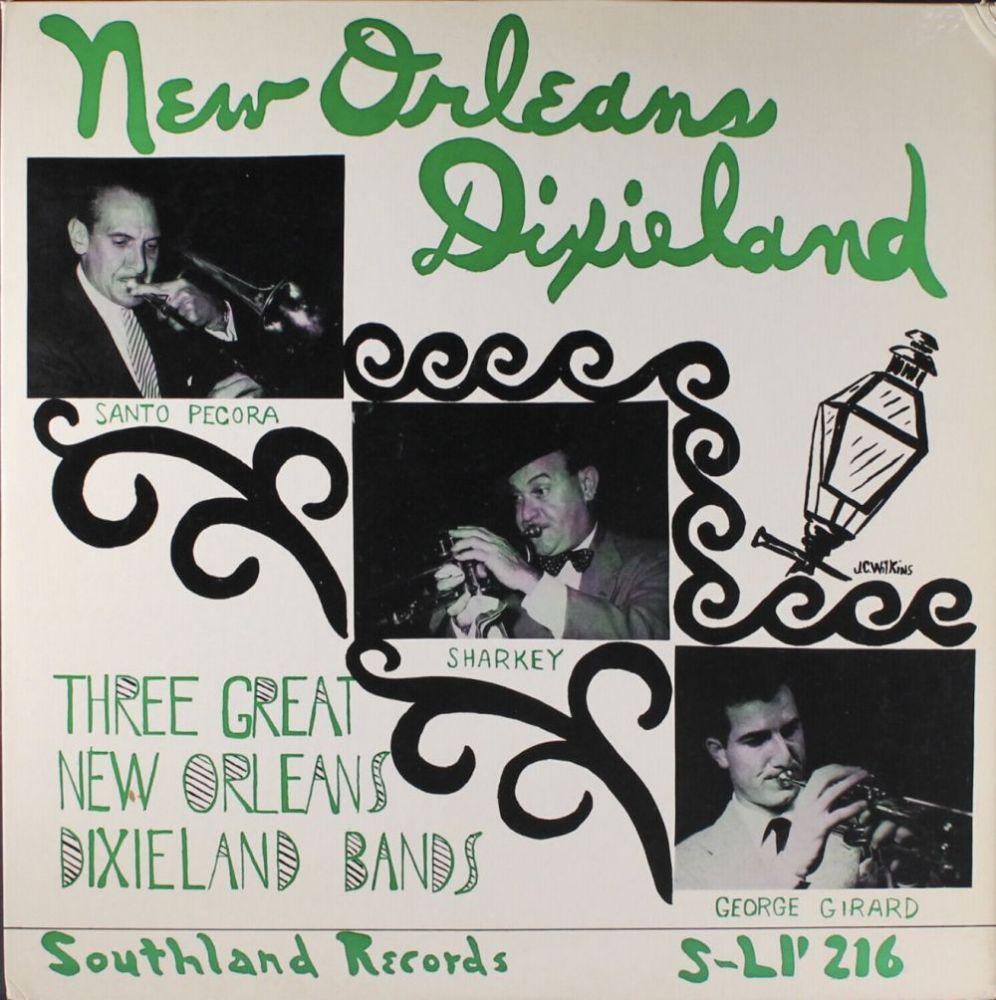 New Orleans
Dixieland
SANTO PECORA
J.C.WilKiNS
SHARKEY
THREE GREAT
NEW ORLEANS
DIXIELAND BANDS
GEORGE GIRARD
Southland Records
S-LP 216